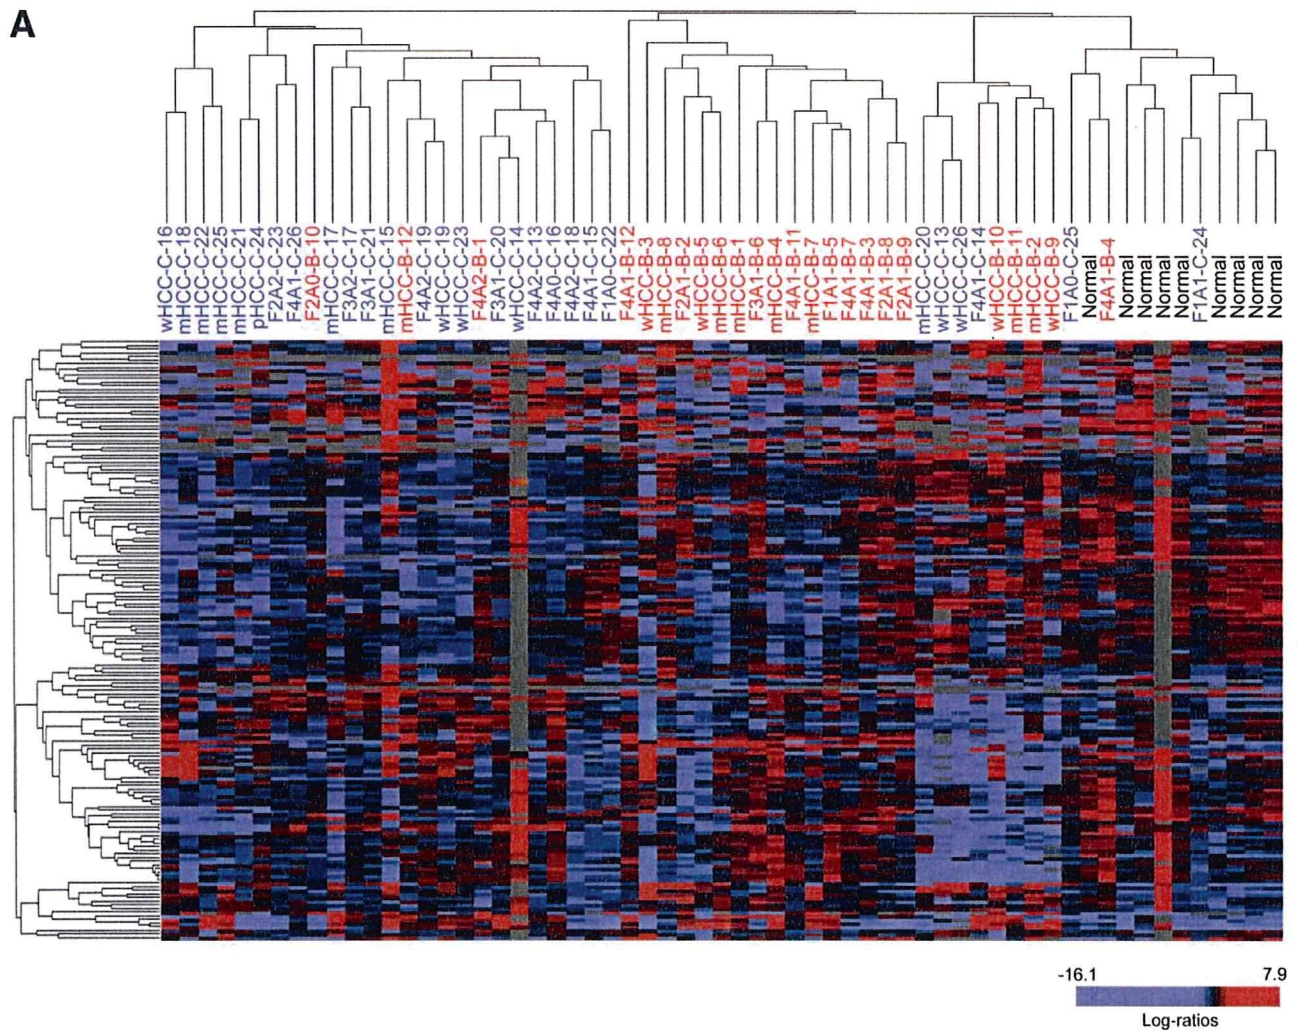 A
wHCC-C-16
mHCC-C-18
mHCC-C-22
mHCC-C-25
mHCC-C-21
pHCC-C-24
F2A2-C-23
F4A1-C-26
F2A0-B-10
mHCC-C-17
F3A2-C-17
F3A1-C-21
mHCC-C-15
mHCC-B-12
F4A2-C-19
wHCC-C-19
wHCC-C-23
F4A2-B-1
F3A1-C-20
wHCC-C-14
F4A2-C-13
F4A0-C-16
F4A2-C-18
F4A1-C-15
F1A0-C-22
F4A1-B-12
wHCC-B-3
mHCC-B-8
F2A1-B-2
wHCC-B-5
mHCC-B-6
mHCC-B-1
F3A1-B-6
mHCC-B-4
F4A1-B-11
mHCC-B-7
F1A1-B-5
F4A1-B-7
F4A1-B-3
F2A1-B-8
F2A1-B-9
mHCC-C-20
wHCC-C-13
wHCC-C-26
F4A1-C-14
wHCC-B-10
mHCC-B-11
mHCC-B-2
wHCC-B-9
F1A0-C-25
Normal
F4A1-B-4
Normal
Normal
Normal
Normal
F1A1-C-24
Normal
Normal
Normal
Normal
-16.1 7.9
Log-ratios